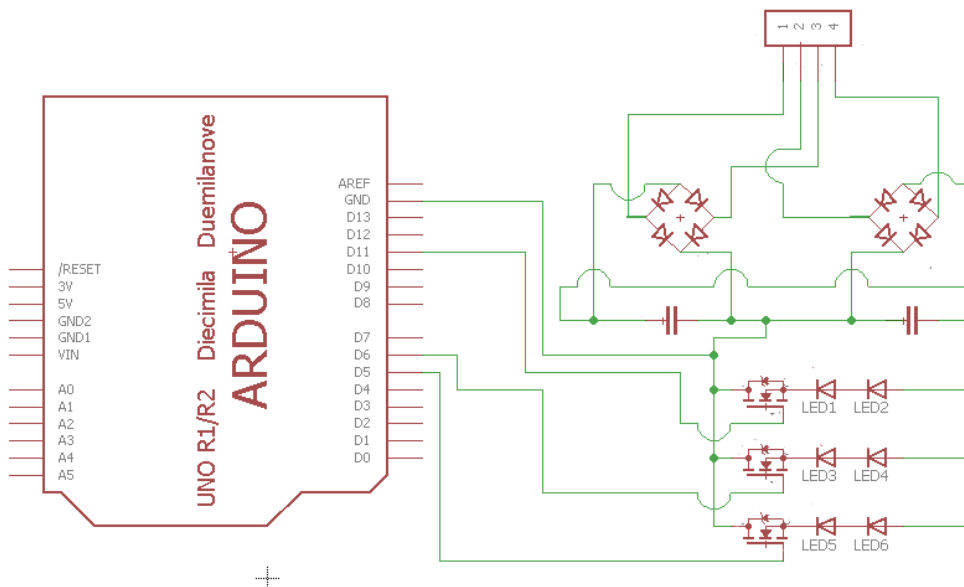 1 2 3 4
UNO R1/R2 Diecimila Duemilanove
ARDUINO
/RESET
3V
5V
GND2
GND1
VIN
A0
A1
A2
A3
A4
A5
AREF
GND
D13
D12
D11
D10
D9
D8
D7
D6
D5
D4
D3
D2
D1
D0
LED1 LED2
LED3 LED4
LED5 LED6